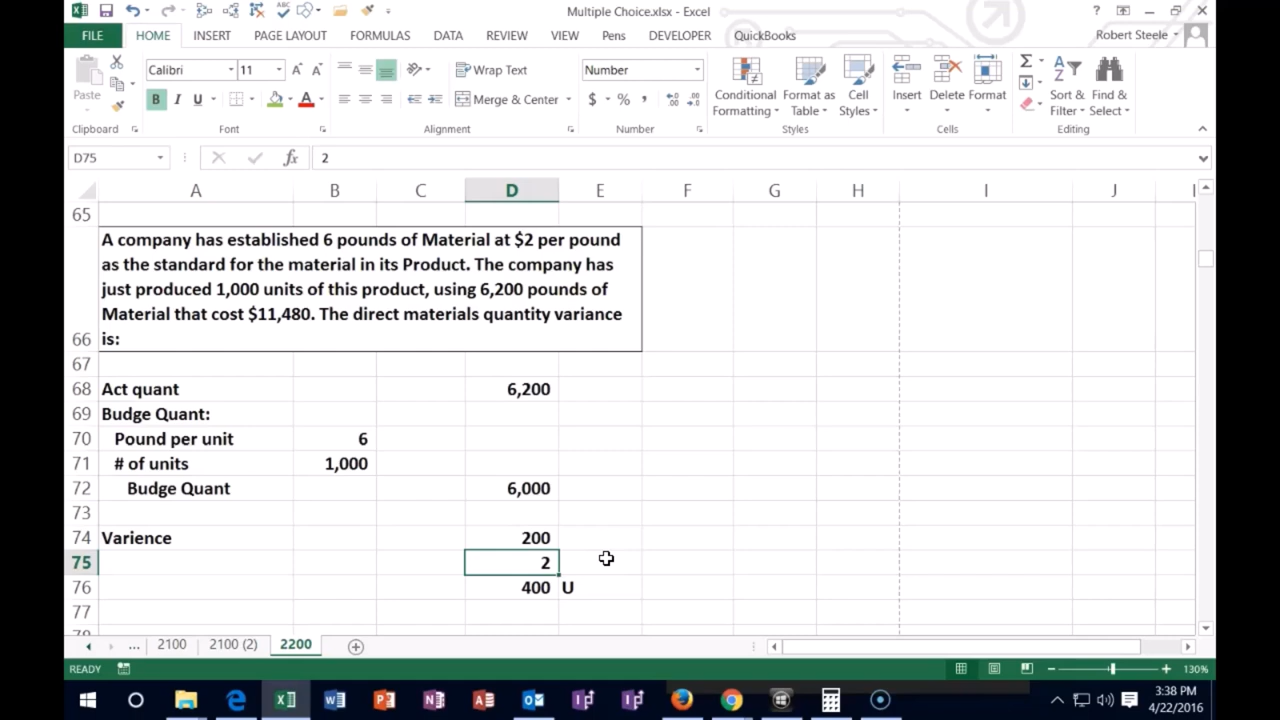 Multiple Choice.xlsx - Excel
FILE HOME INSERT PAGE LAYOUT FORMULAS DATA REVIEW VIEW Pens DEVELOPER QuickBooks Robert Steele
Calibri 11 Wrap Text Number
Paste B I U A Merge & Center $ % , Conditional Formatting Format as Table Cell Styles Insert Delete Format Sort & Filter Find & Select
Clipboard Font Alignment Number Styles Cells Editing
D75 fx 2
A B C D E F G H I J
65
A company has established 6 pounds of Material at $2 per pound
as the standard for the material in its Product. The company has
just produced 1,000 units of this product, using 6,200 pounds of
Material that cost $11,480. The direct materials quantity variance
66 is:
67
68 Act quant 6,200
69 Budge Quant:
70 Pound per unit 6
71 # of units 1,000
72 Budge Quant 6,000
73
74 Varience 200
75 2
76 400 U
77
... 2100 2100 (2) 2200
READY 130%
3:38 PM
4/22/2016